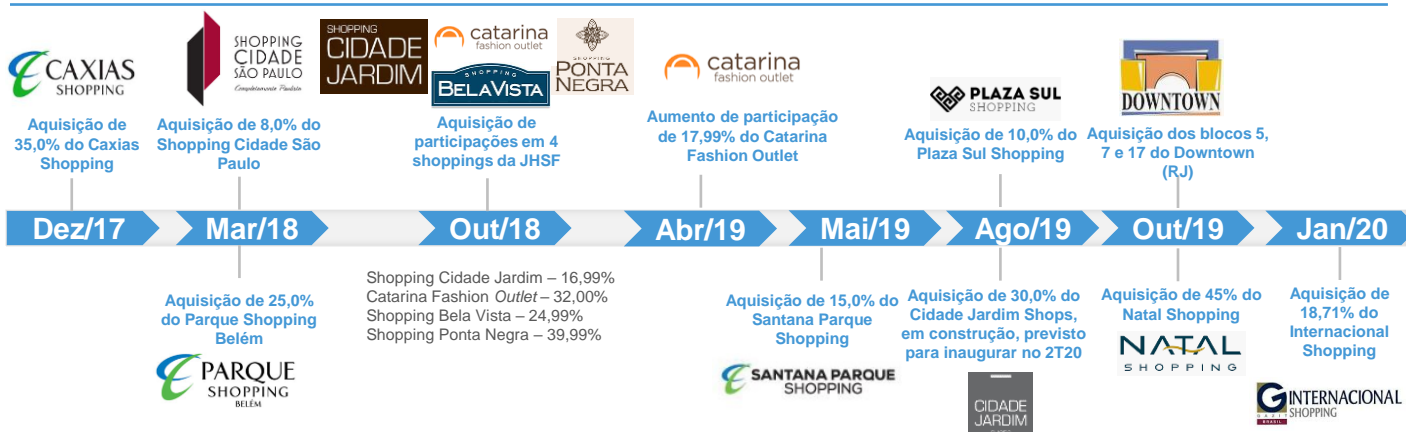 CAXIAS
SHOPPING
Aquisição de
35,0% do Caxias
Shopping
SHOPPING
CIDADE
SÃO PAULO
Completamente Paulista
Aquisição de 8,0% do
Shopping Cidade São
Paulo
SHOPPING
CIDADE
JARDIM
catarina
fashion outlet
SHOPPING
BELAVISTA
SHOPPING
PONTA
NEGRA
Aquisição de
participações em 4
shoppings da JHSF
catarina
fashion outlet
Aumento de participação
de 17,99% do Catarina
Fashion Outlet
PLAZA SUL
SHOPPING
Aquisição de 10,0% do
Plaza Sul Shopping
DOWNTOWN
Aquisição dos blocos 5,
7 e 17 do Downtown
(RJ)
Dez/17
Mar/18
Out/18
Abr/19
Mai/19
Ago/19
Out/19
Jan/20
Aquisição de 25,0%
do Parque Shopping
Belém
PARQUE
SHOPPING
BELÉM
Shopping Cidade Jardim – 16,99%
Catarina Fashion Outlet – 32,00%
Shopping Bela Vista – 24,99%
Shopping Ponta Negra – 39,99%
Aquisição de 15,0% do
Santana Parque
Shopping
SANTANA PARQUE
SHOPPING
Aquisição de 30,0% do
Cidade Jardim Shops,
em construção, previsto
para inaugurar no 2T20
CIDADE
JARDIM
Aquisição de 45% do
Natal Shopping
NATAL
SHOPPING
Aquisição de
18,71% do
Internacional
Shopping
G INTERNACIONAL
SHOPPING
GAZIT
BRASIL